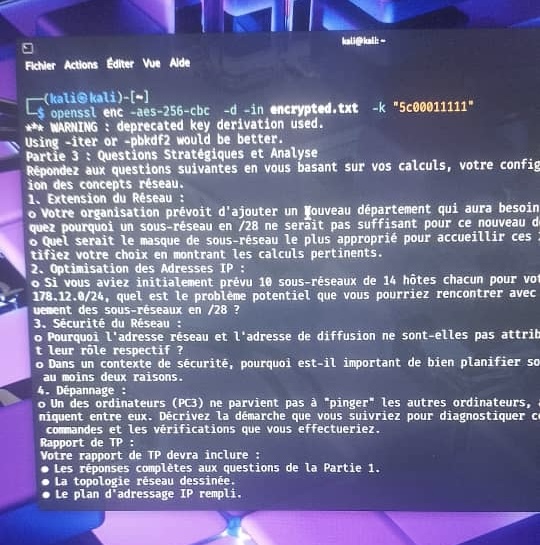 kali@kali: ~
Fichier Actions Éditer Vue Aide
┌──(kali㉿kali)-[~]
└─$ openssl enc -aes-256-cbc -d -in encrypted.txt -k "5c00011111"
*** WARNING : deprecated key derivation used.
Using -iter or -pbkdf2 would be better.
Partie 3 : Questions Stratégiques et Analyse
Répondez aux questions suivantes en vous basant sur vos calculs, votre config
ion des concepts réseau.
1. Extension du Réseau :
o Votre organisation prévoit d'ajouter un nouveau département qui aura besoin
quez pourquoi un sous-réseau en /28 ne serait pas suffisant pour ce nouveau d
o Quel serait le masque de sous-réseau le plus approprié pour accueillir ces
tifiez votre choix en montrant les calculs pertinents.
2. Optimisation des Adresses IP :
o Si vous aviez initialement prévu 10 sous-réseaux de 14 hôtes chacun pour vot
178.12.0/24, quel est le problème potentiel que vous pourriez rencontrer avec
uement des sous-réseaux en /28 ?
3. Sécurité du Réseau :
o Pourquoi l'adresse réseau et l'adresse de diffusion ne sont-elles pas attrib
t leur rôle respectif ?
o Dans un contexte de sécurité, pourquoi est-il important de bien planifier so
au moins deux raisons.
4. Dépannage :
o Un des ordinateurs (PC3) ne parvient pas à "pinger" les autres ordinateurs,
niquent entre eux. Décrivez la démarche que vous suivriez pour diagnostiquer c
commandes et les vérifications que vous effectueriez.
Rapport de TP :
Votre rapport de TP devra inclure :
● Les réponses complètes aux questions de la Partie 1.
● La topologie réseau dessinée.
● Le plan d'adressage IP rempli.